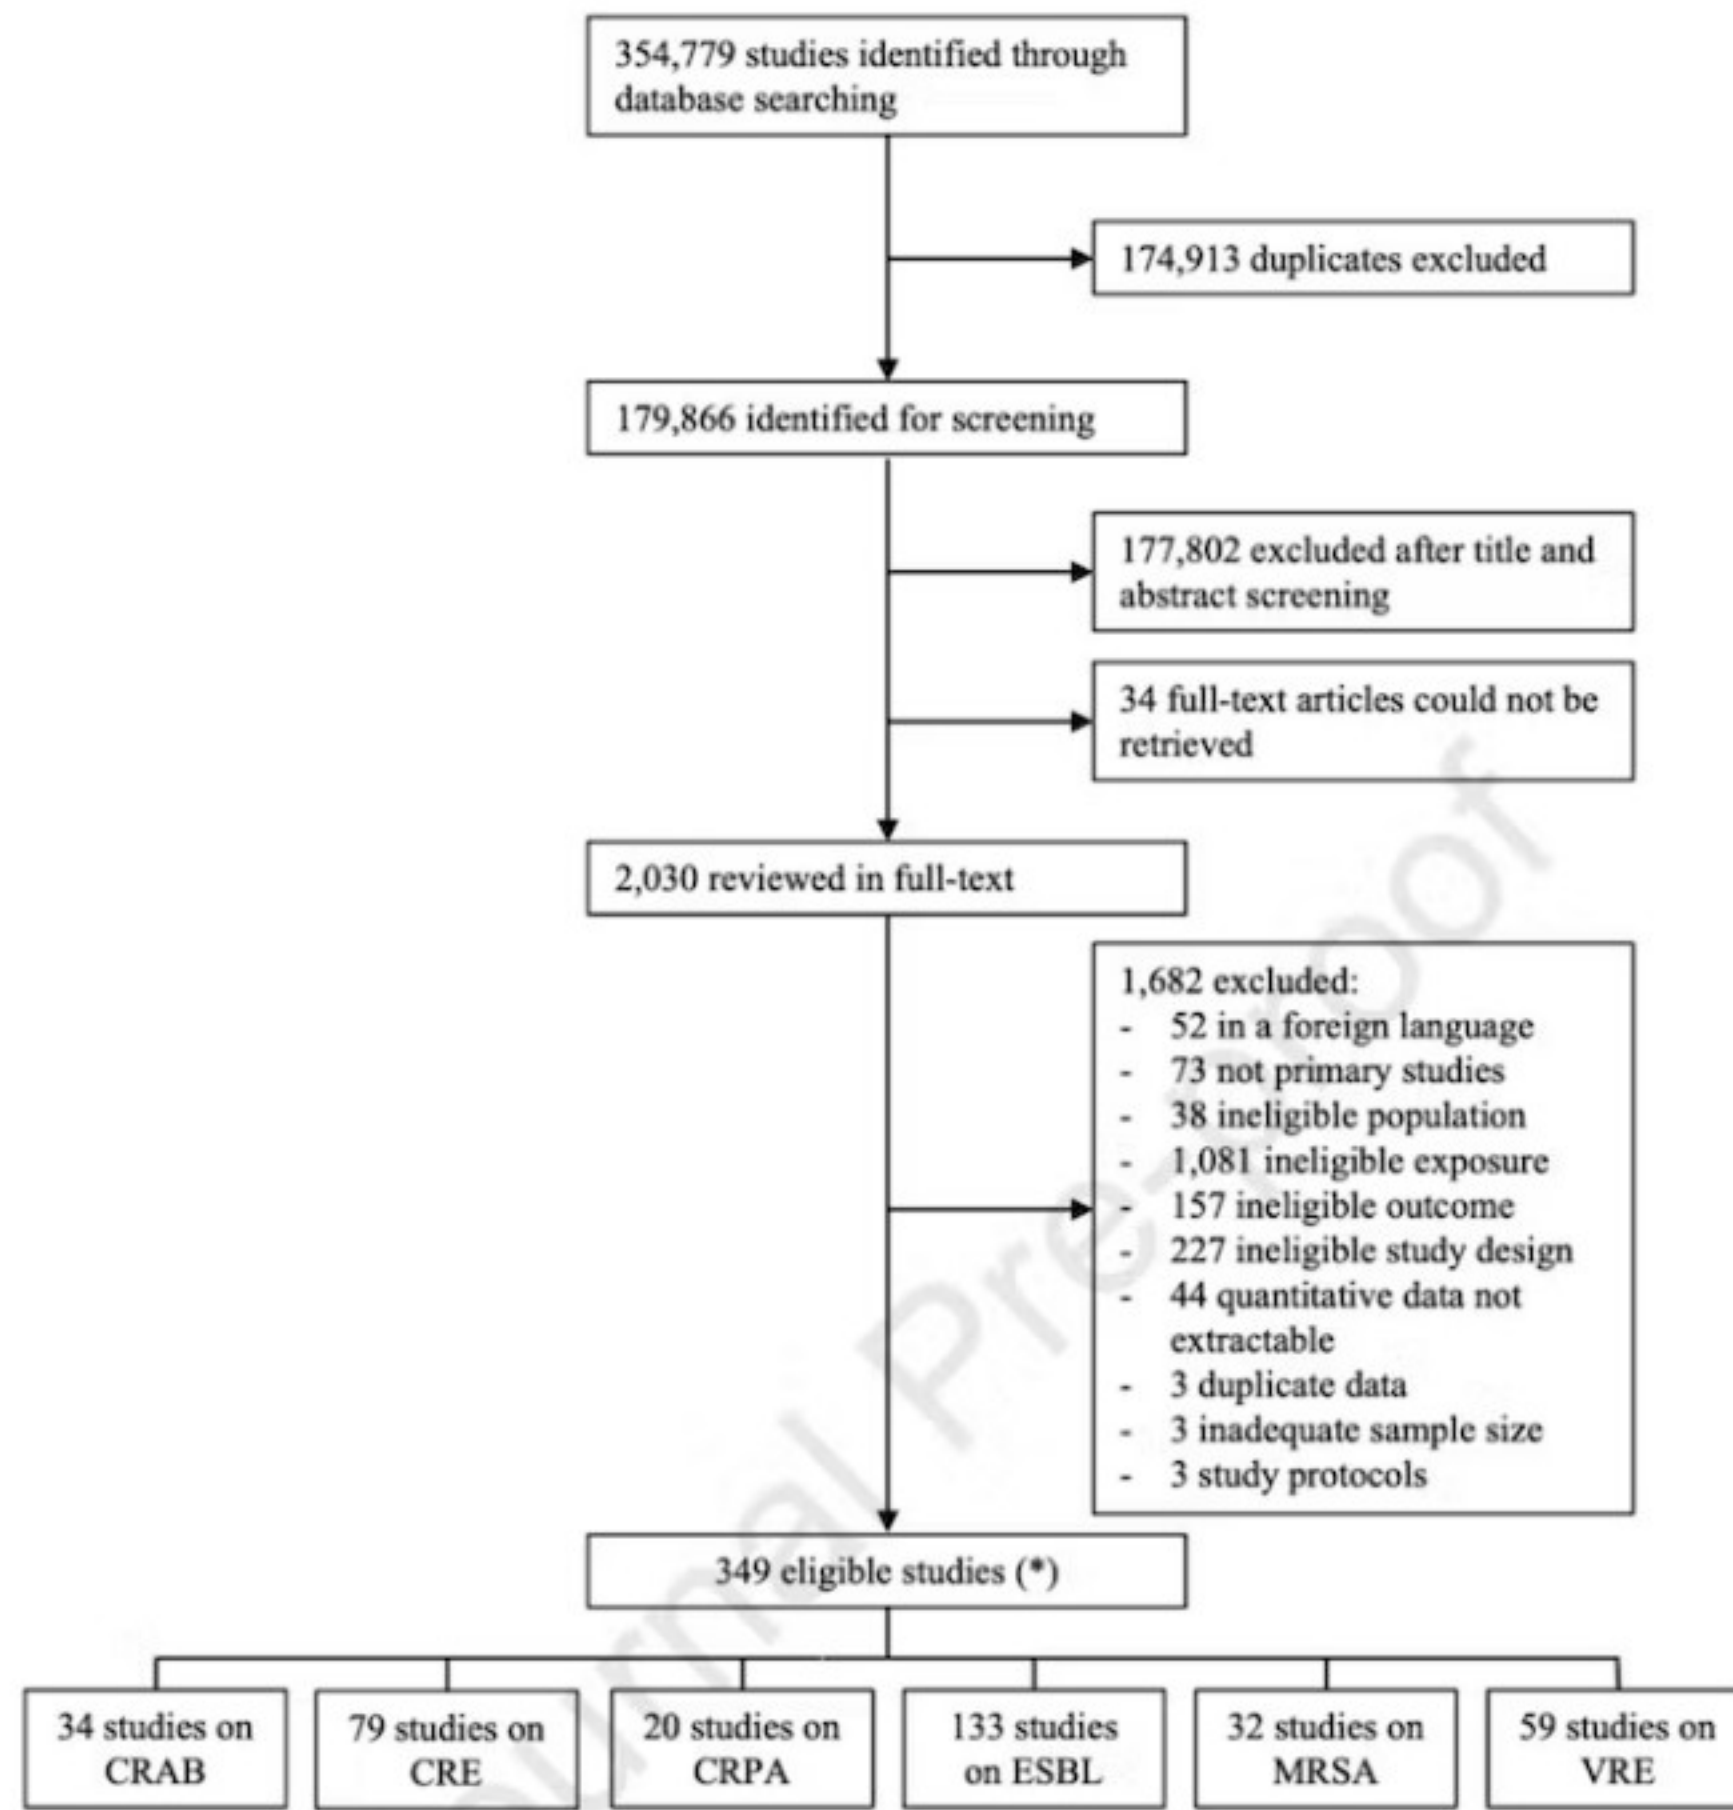 354,779 studies identified through
database searching
174,913 duplicates excluded
179,866 identified for screening
177,802 excluded after title and
abstract screening
34 full-text articles could not be
retrieved
2,030 reviewed in full-text
1,682 excluded:
- 52 in a foreign language
- 73 not primary studies
- 38 ineligible population
- 1,081 ineligible exposure
- 157 ineligible outcome
- 227 ineligible study design
- 44 quantitative data not
extractable
- 3 duplicate data
- 3 inadequate sample size
- 3 study protocols
349 eligible studies (*)
34 studies on
CRAB
79 studies on
CRE
20 studies on
CRPA
133 studies
on ESBL
32 studies on
MRSA
59 studies on
VRE
urnal Pre-proof